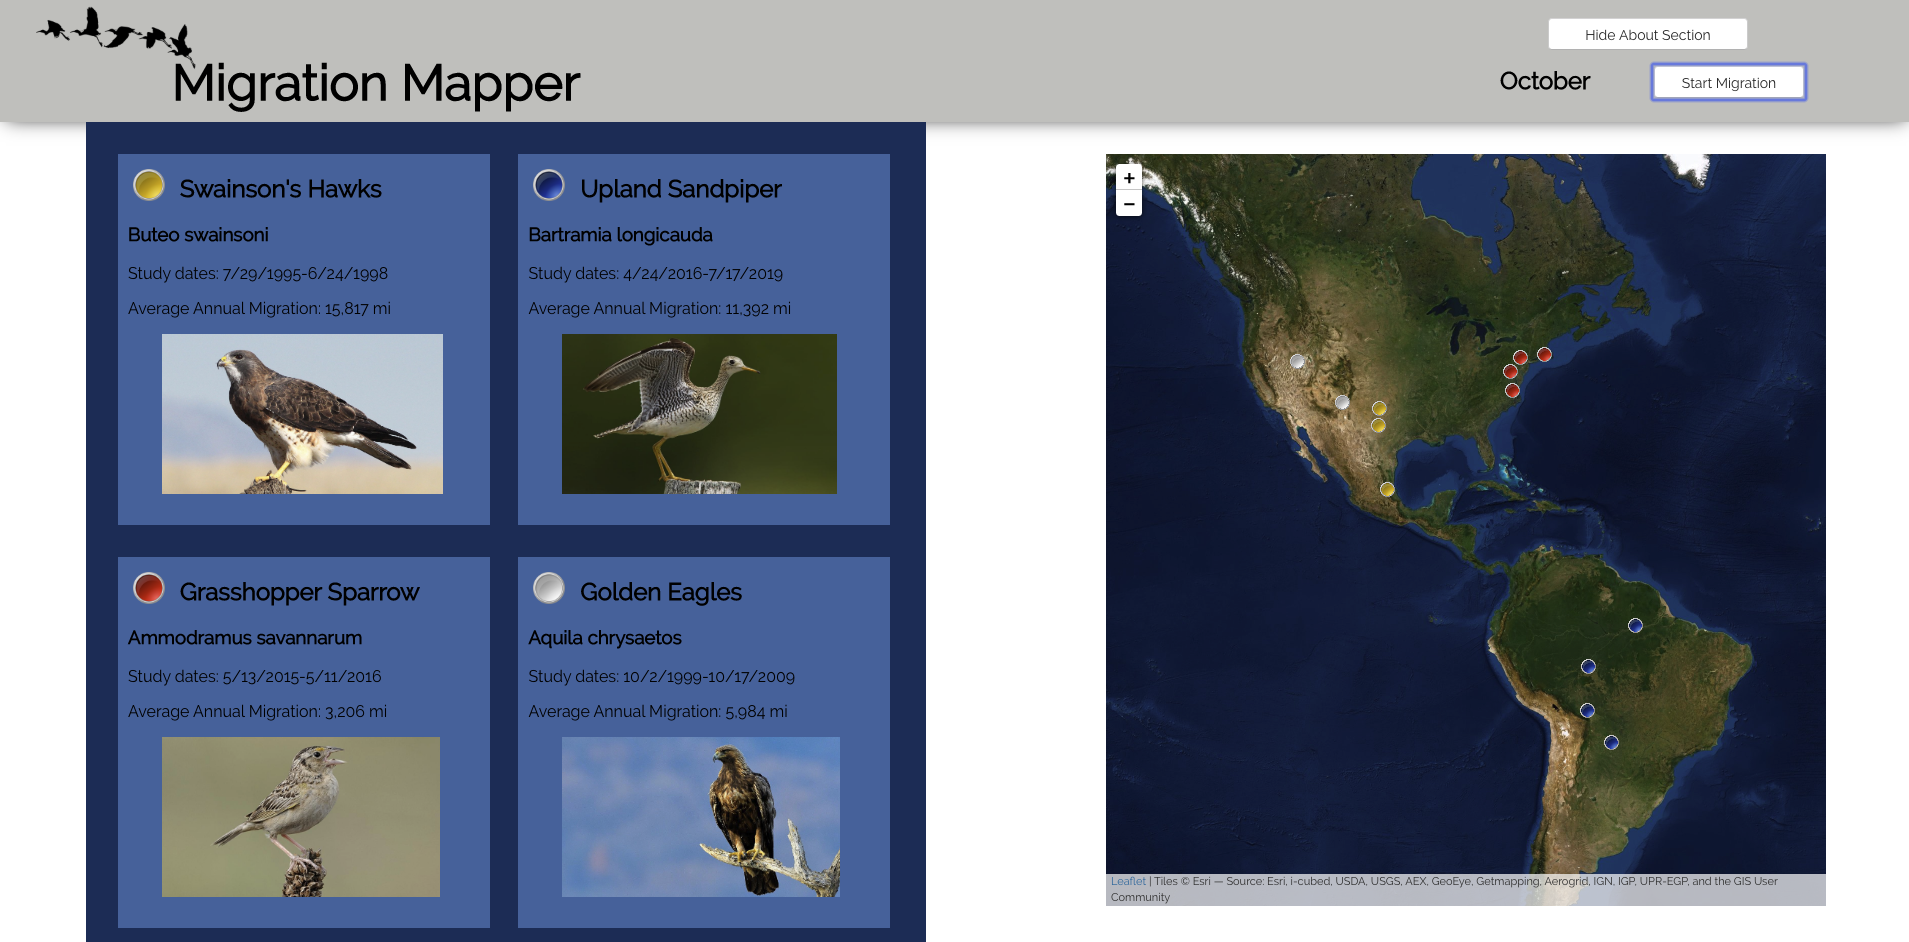 Migration Mapper
Hide About Section
October
Start Migration
Swainson's Hawks
Buteo swainsoni
Study dates: 7/29/1995-6/24/1998
Average Annual Migration: 15,817 mi
Upland Sandpiper
Bartramia longicauda
Study dates: 4/24/2016-7/17/2019
Average Annual Migration: 11,392 mi
Grasshopper Sparrow
Ammodramus savannarum
Study dates: 5/13/2015-5/11/2016
Average Annual Migration: 3,206 mi
Golden Eagles
Aquila chrysaetos
Study dates: 10/2/1999-10/17/2009
Average Annual Migration: 5,984 mi
+
−
Leaflet | Tiles © Esri — Source: Esri, i-cubed, USDA, USGS, AEX, GeoEye, Getmapping, Aerogrid, IGN, IGP, UPR-EGP, and the GIS User
Community